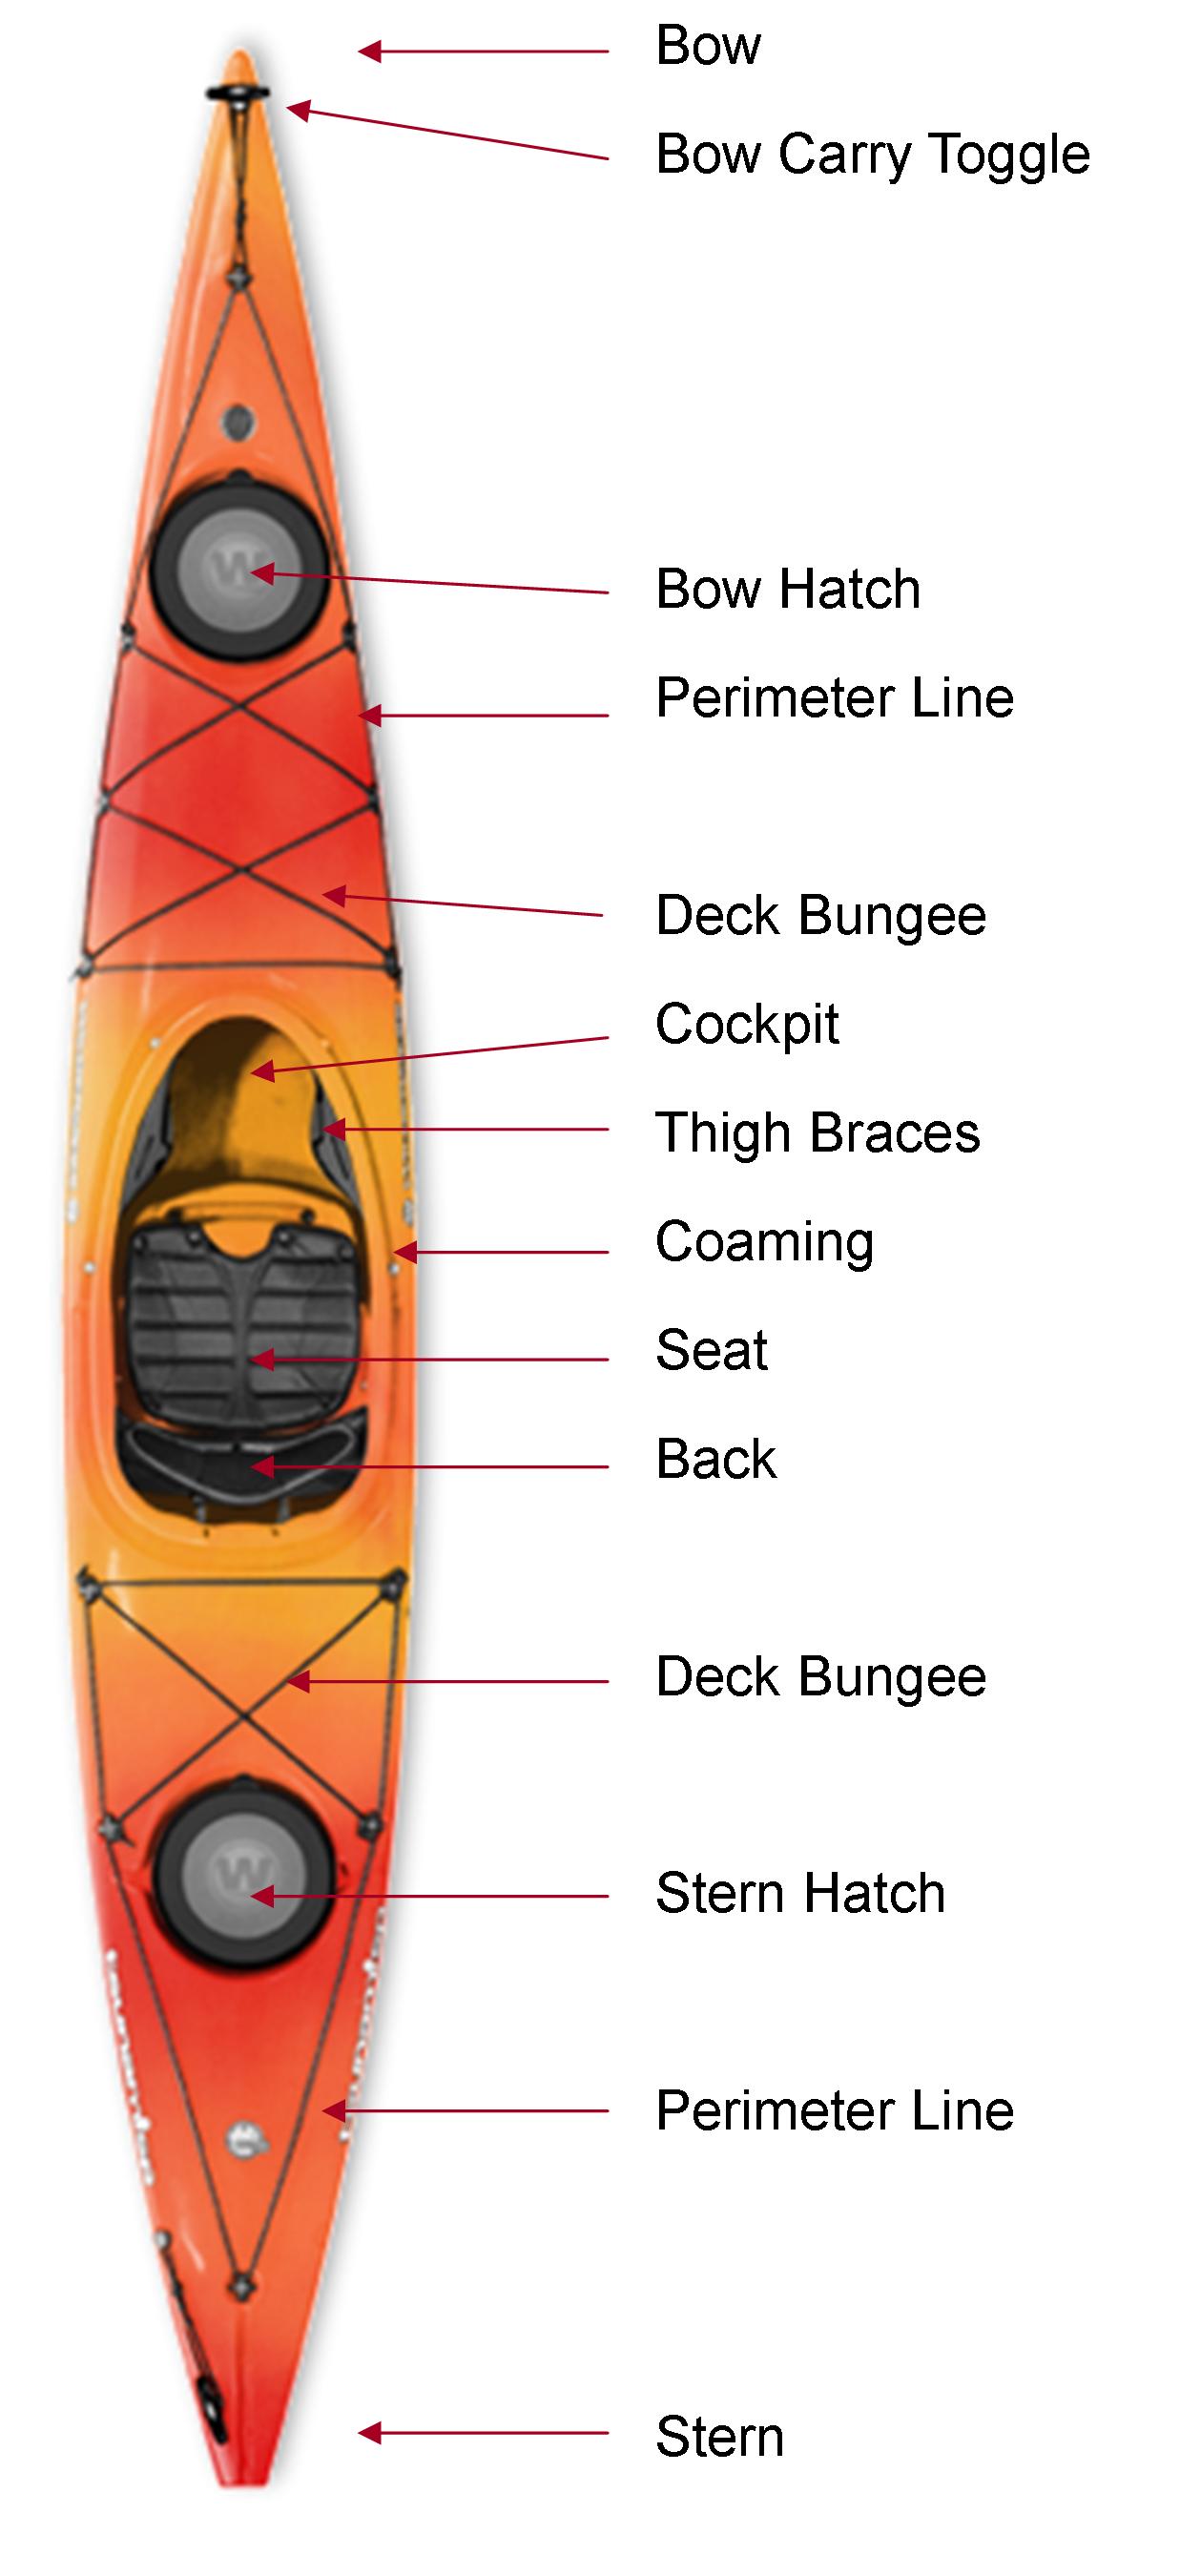 Bow
Bow Carry Toggle
Bow Hatch
Perimeter Line
Deck Bungee
Cockpit
Thigh Braces
Coaming
Seat
Back
Deck Bungee
Stern Hatch
Perimeter Line
Stern
W
W